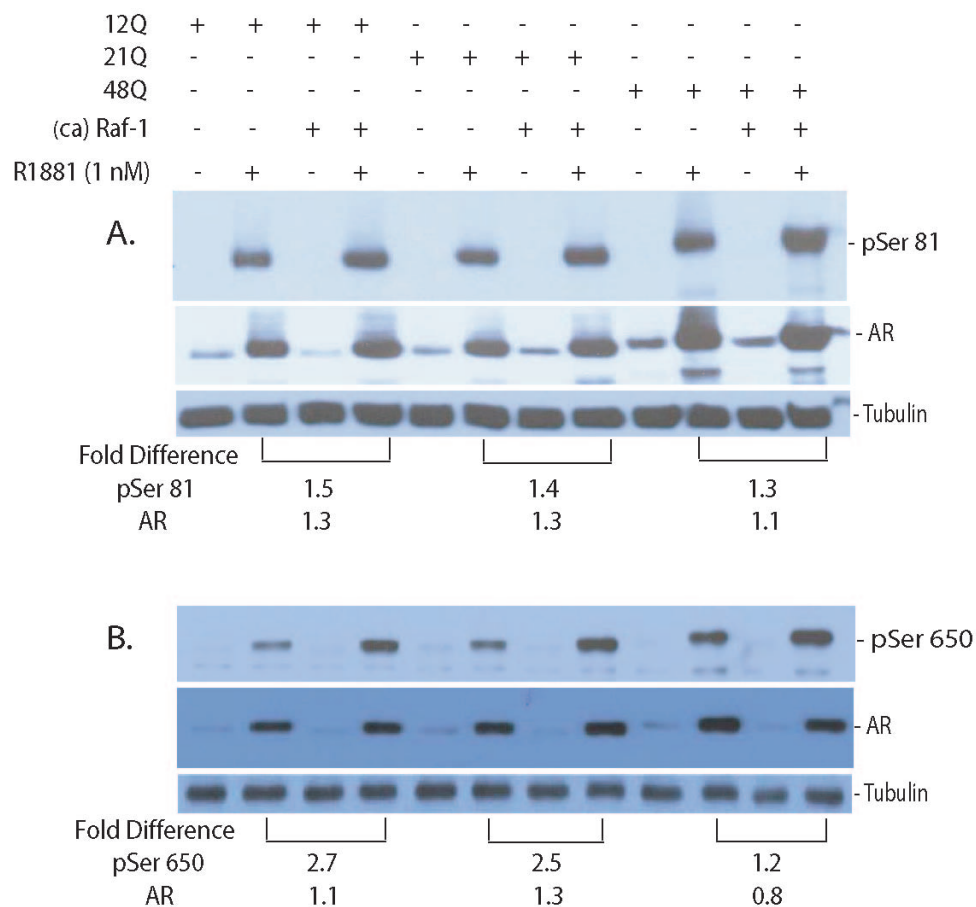 12Q + + + + - - - - - - - -
21Q - - - - + + + + - - - -
48Q - - - - - - - - + + + +
(ca) Raf-1 - - + + - - + + - - + +
R1881 (1 nM) - + - + - + - + - + - +
A.
- pSer 81
- AR
- Tubulin
Fold Difference
pSer 81 1.5 1.4 1.3
AR 1.3 1.3 1.1
B.
- pSer 650
- AR
- Tubulin
Fold Difference
pSer 650 2.7 2.5 1.2
AR 1.1 1.3 0.8